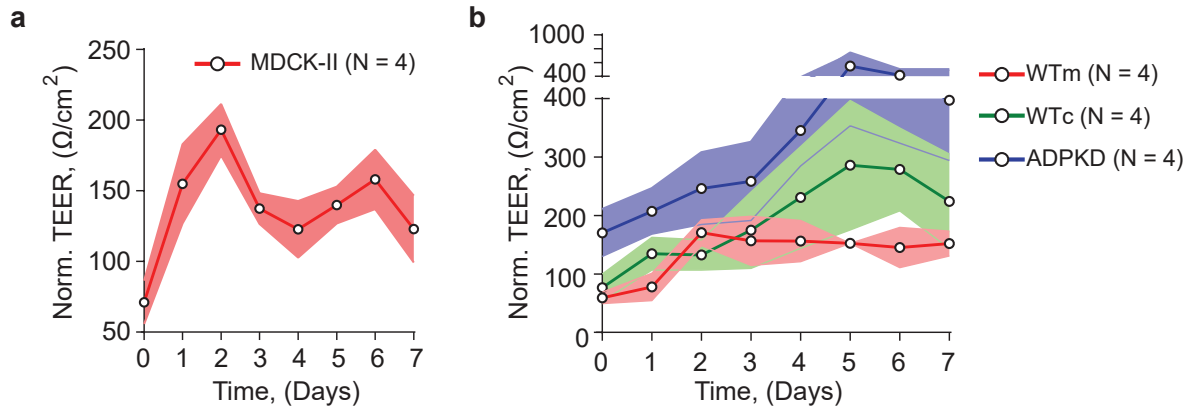 a
250
200
150
100
50
Norm. TEER, (Ω/cm²)
MDCK-II (N = 4)
0 1 2 3 4 5 6 7
Time, (Days)
b
1000
400
400
300
200
100
0
Norm. TEER, (Ω/cm²)
0 1 2 3 4 5 6 7
Time, (Days)
WTm (N = 4)
WTc (N = 4)
ADPKD (N = 4)